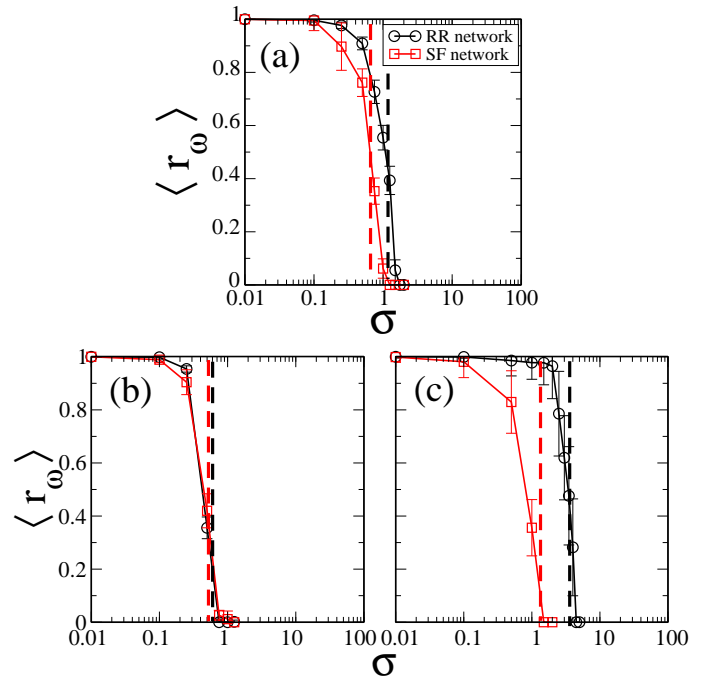 1
0.8
0.6
0.4
0.2
0
(a)
RR network
SF network
⟨ r_ω ⟩
0.01 0.1 1 10 100
σ
1
0.8
0.6
0.4
0.2
0
(b) (c)
⟨ r_ω ⟩
0.01 0.1 1 10 100 0.01 0.1 1 10 100
σ